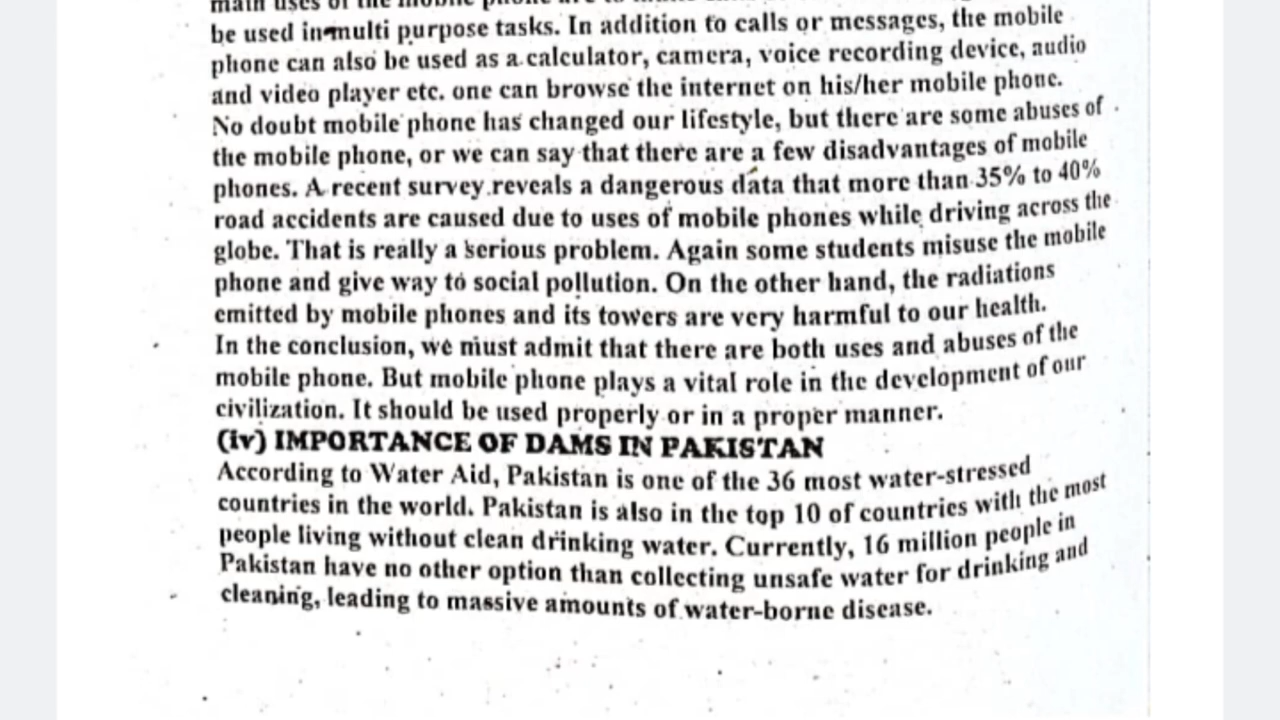 main uses of the mobile phone are to
be used in multi purpose tasks. In addition to calls or messages, the mobile
phone can also be used as a calculator, camera, voice recording device, audio
and video player etc. one can browse the internet on his/her mobile phone.
No doubt mobile phone has changed our lifestyle, but there are some abuses of
the mobile phone, or we can say that there are a few disadvantages of mobile
phones. A recent survey reveals a dangerous data that more than 35% to 40%
road accidents are caused due to uses of mobile phones while driving across the
globe. That is really a serious problem. Again some students misuse the mobile
phone and give way to social pollution. On the other hand, the radiations
emitted by mobile phones and its towers are very harmful to our health.
In the conclusion, we must admit that there are both uses and abuses of the
mobile phone. But mobile phone plays a vital role in the development of our
civilization. It should be used properly or in a proper manner.
(iv) IMPORTANCE OF DAMS IN PAKISTAN
According to Water Aid, Pakistan is one of the 36 most water-stressed
countries in the world. Pakistan is also in the top 10 of countries with the most
people living without clean drinking water. Currently, 16 million people in
Pakistan have no other option than collecting unsafe water for drinking and
cleaning, leading to massive amounts of water-borne disease.